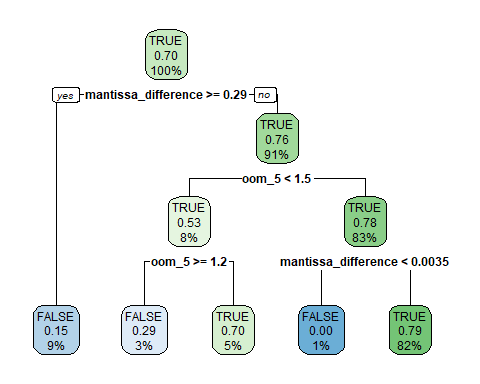 TRUE
0.70
100%
yes mantissa_difference >= 0.29 no
TRUE
0.76
91%
oom_5 < 1.5
TRUE
0.53
8%
TRUE
0.78
83%
oom_5 >= 1.2
mantissa_difference < 0.0035
FALSE
0.15
9%
FALSE
0.29
3%
TRUE
0.70
5%
FALSE
0.00
1%
TRUE
0.79
82%